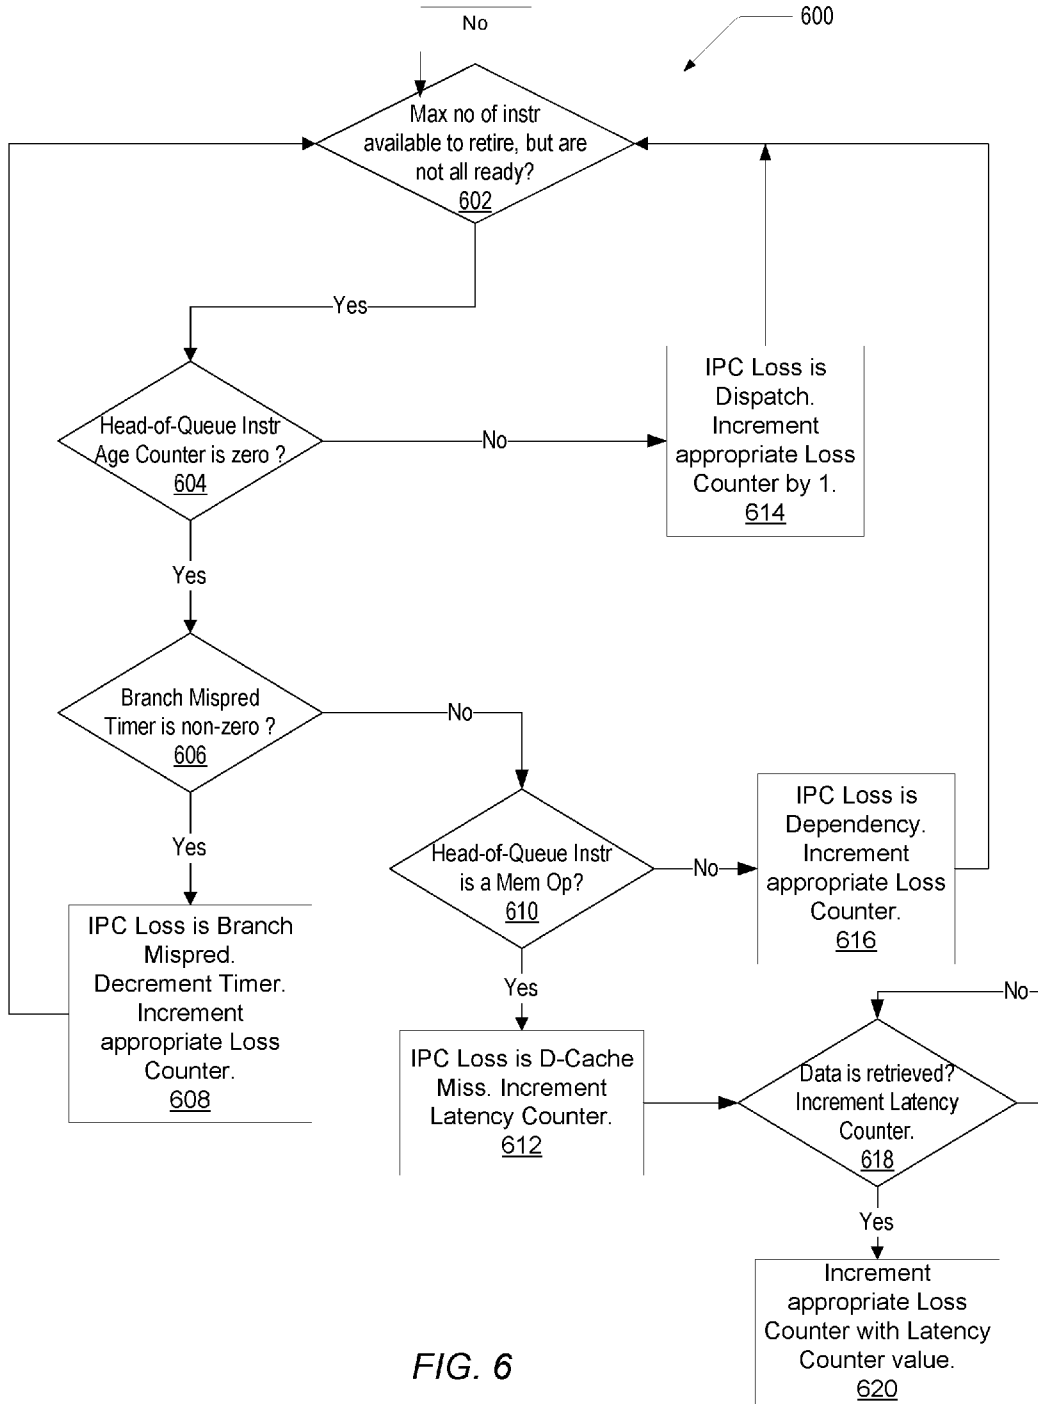 No
600
Max no of instr
available to retire, but are
not all ready?
602
Yes
Head-of-Queue Instr
Age Counter is zero ?
604
No
IPC Loss is
Dispatch.
Increment
appropriate Loss
Counter by 1.
614
Yes
Branch Mispred
Timer is non-zero ?
606
No
Yes
Head-of-Queue Instr
is a Mem Op?
610
No
IPC Loss is
Dependency.
Increment
appropriate Loss
Counter.
616
IPC Loss is Branch
Mispred.
Decrement Timer.
Increment
appropriate Loss
Counter.
608
Yes
IPC Loss is D-Cache
Miss. Increment
Latency Counter.
612
No
Data is retrieved?
Increment Latency
Counter.
618
Yes
Increment
appropriate Loss
Counter with Latency
Counter value.
620
FIG. 6